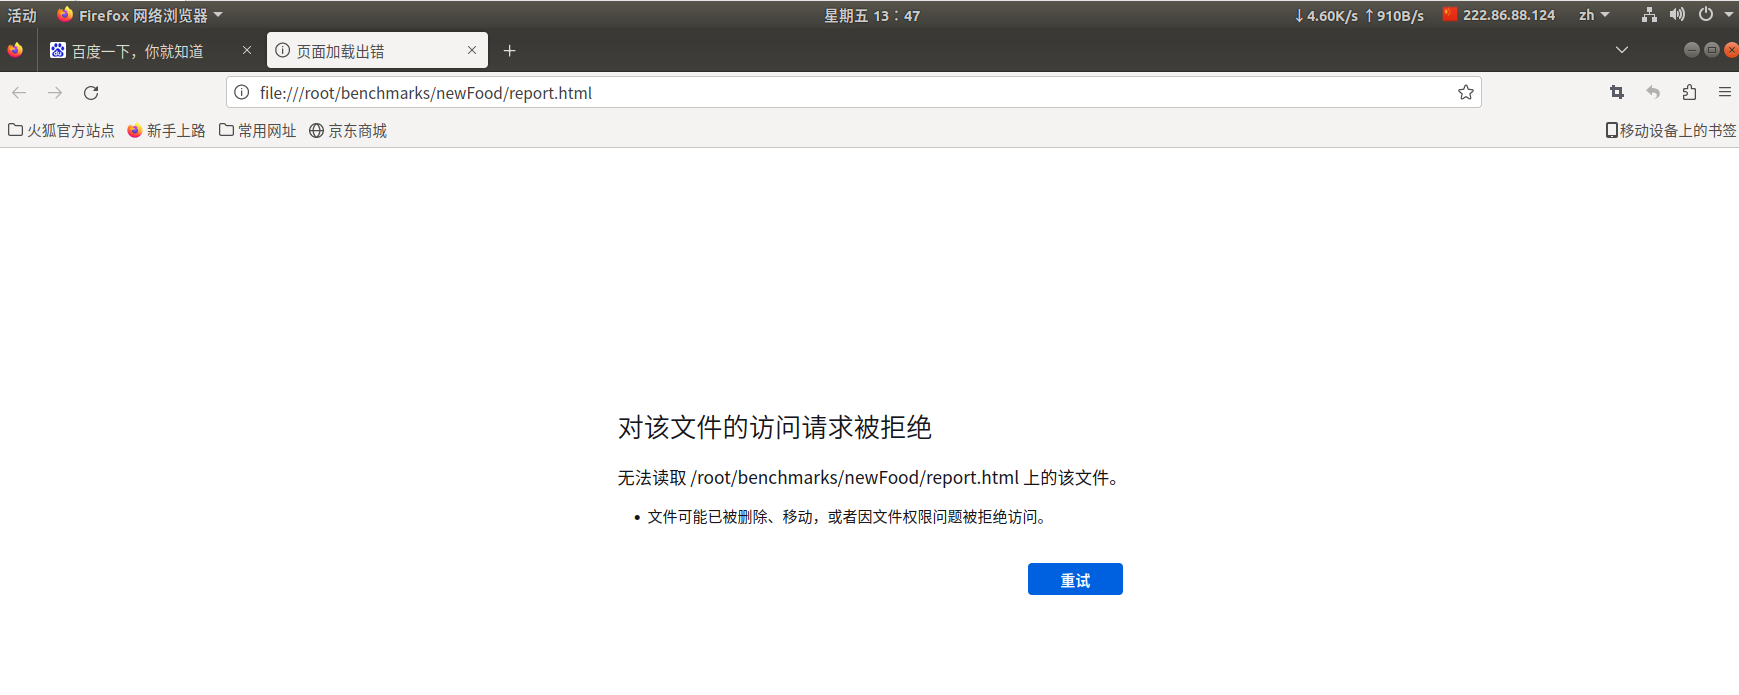 活动 Firefox 网络浏览器 星期五 13：47 ↓4.60K/s ↑910B/s 222.86.88.124 zh
百度一下，你就知道 页面加载出错
file:///root/benchmarks/newFood/report.html
火狐官方站点 新手上路 常用网址 京东商城 移动设备上的书签
对该文件的访问请求被拒绝
无法读取 /root/benchmarks/newFood/report.html 上的该文件。
• 文件可能已被删除、移动，或者因文件权限问题被拒绝访问。
重试